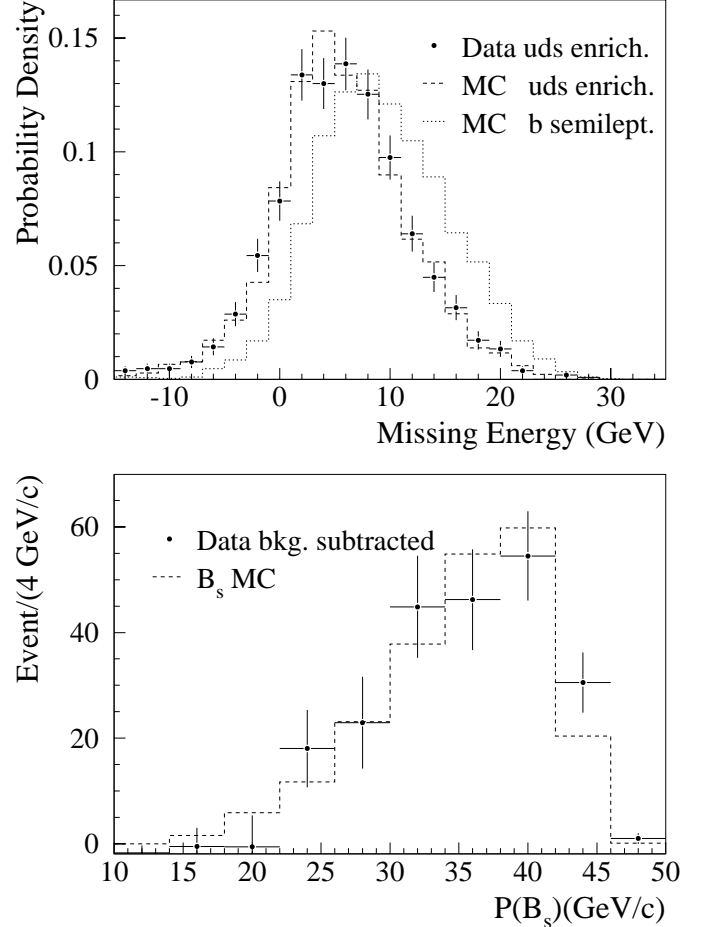 Probability Density
0.15
0.1
0.05
0
Data uds enrich.
MC uds enrich.
MC b semilept.
-10 0 10 20 30
Missing Energy (GeV)
Event/(4 GeV/c)
60
40
20
0
Data bkg. subtracted
B_s MC
10 15 20 25 30 35 40 45 50
P(B_s)(GeV/c)